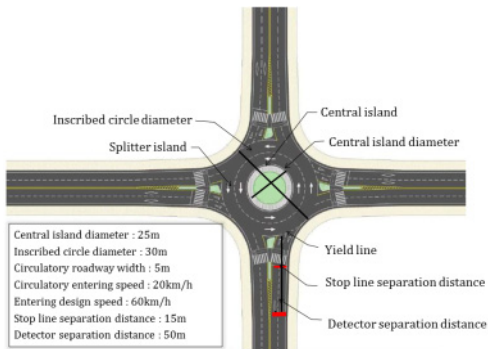 Inscribed circle diameter
Central island
Splitter island
Central island diameter
Yield line
Stop line separation distance
Detector separation distance
Central island diameter : 25m
Inscribed circle diameter : 30m
Circulatory roadway width : 5m
Circulatory entering speed : 20km/h
Entering design speed : 60km/h
Stop line separation distance : 15m
Detector separation distance : 50m